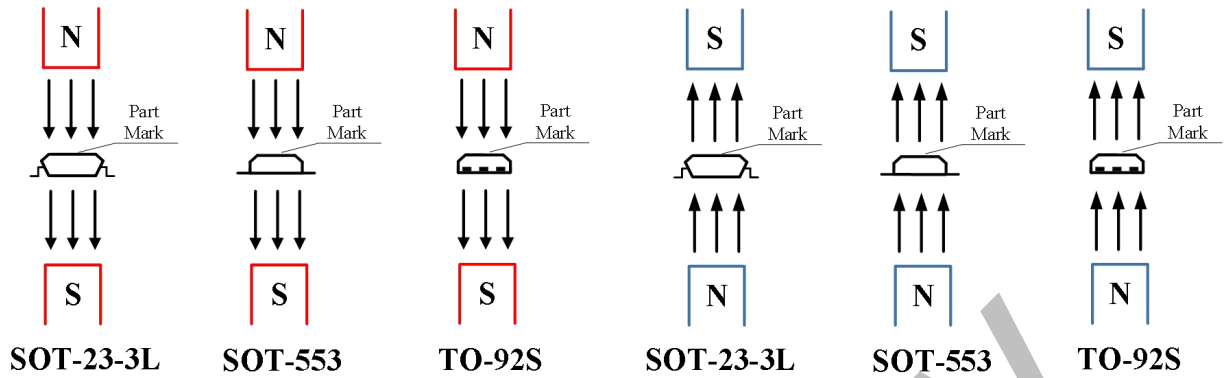 N N N S S S
Part Mark Part Mark Part Mark Part Mark Part Mark Part Mark
S S S N N N
SOT-23-3L SOT-553 TO-92S SOT-23-3L SOT-553 TO-92S